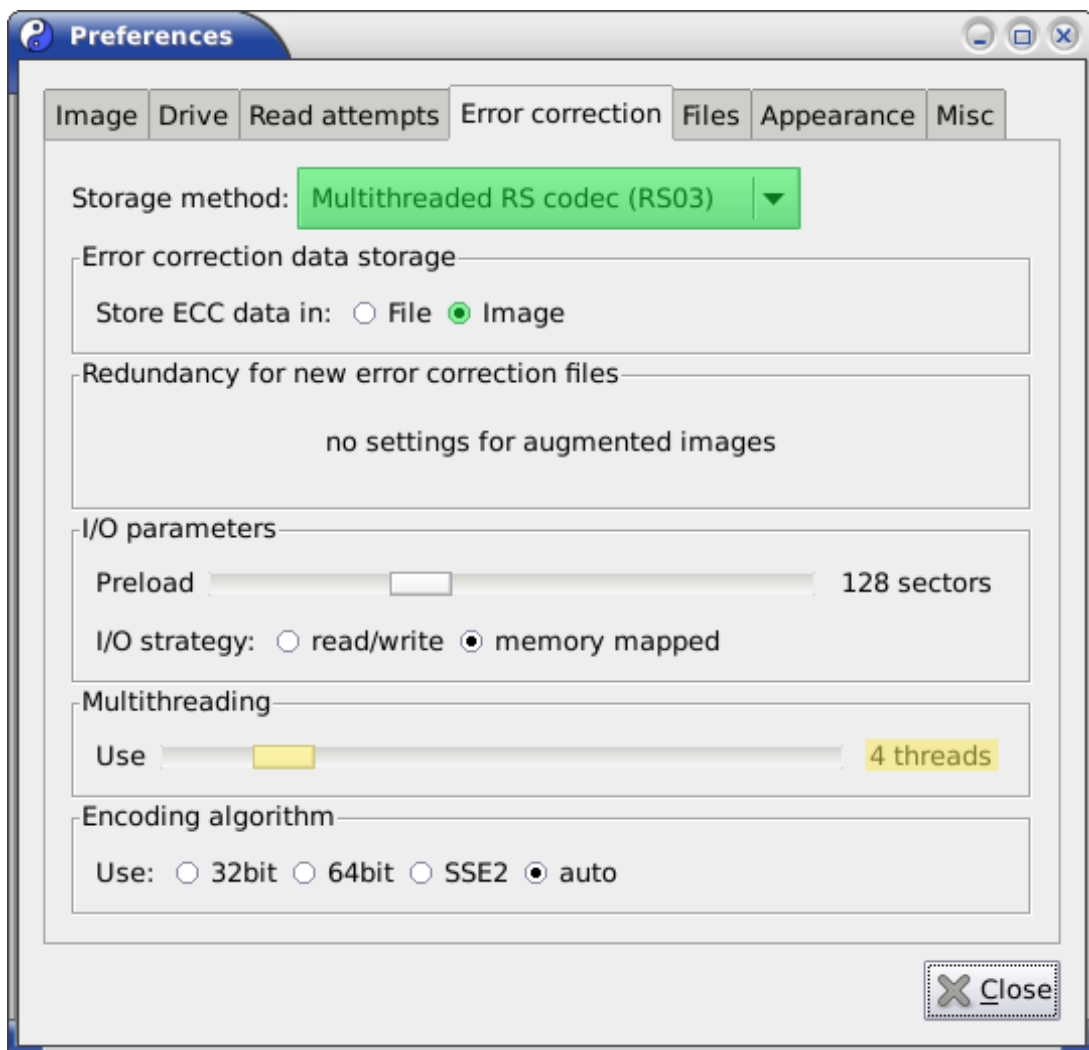 Preferences
Image Drive Read attempts Error correction Files Appearance Misc
Storage method: Multithreaded RS codec (RS03)
Error correction data storage
Store ECC data in: File Image
Redundancy for new error correction files
no settings for augmented images
I/O parameters
Preload 128 sectors
I/O strategy: read/write memory mapped
Multithreading
Use 4 threads
Encoding algorithm
Use: 32bit 64bit SSE2 auto
Close